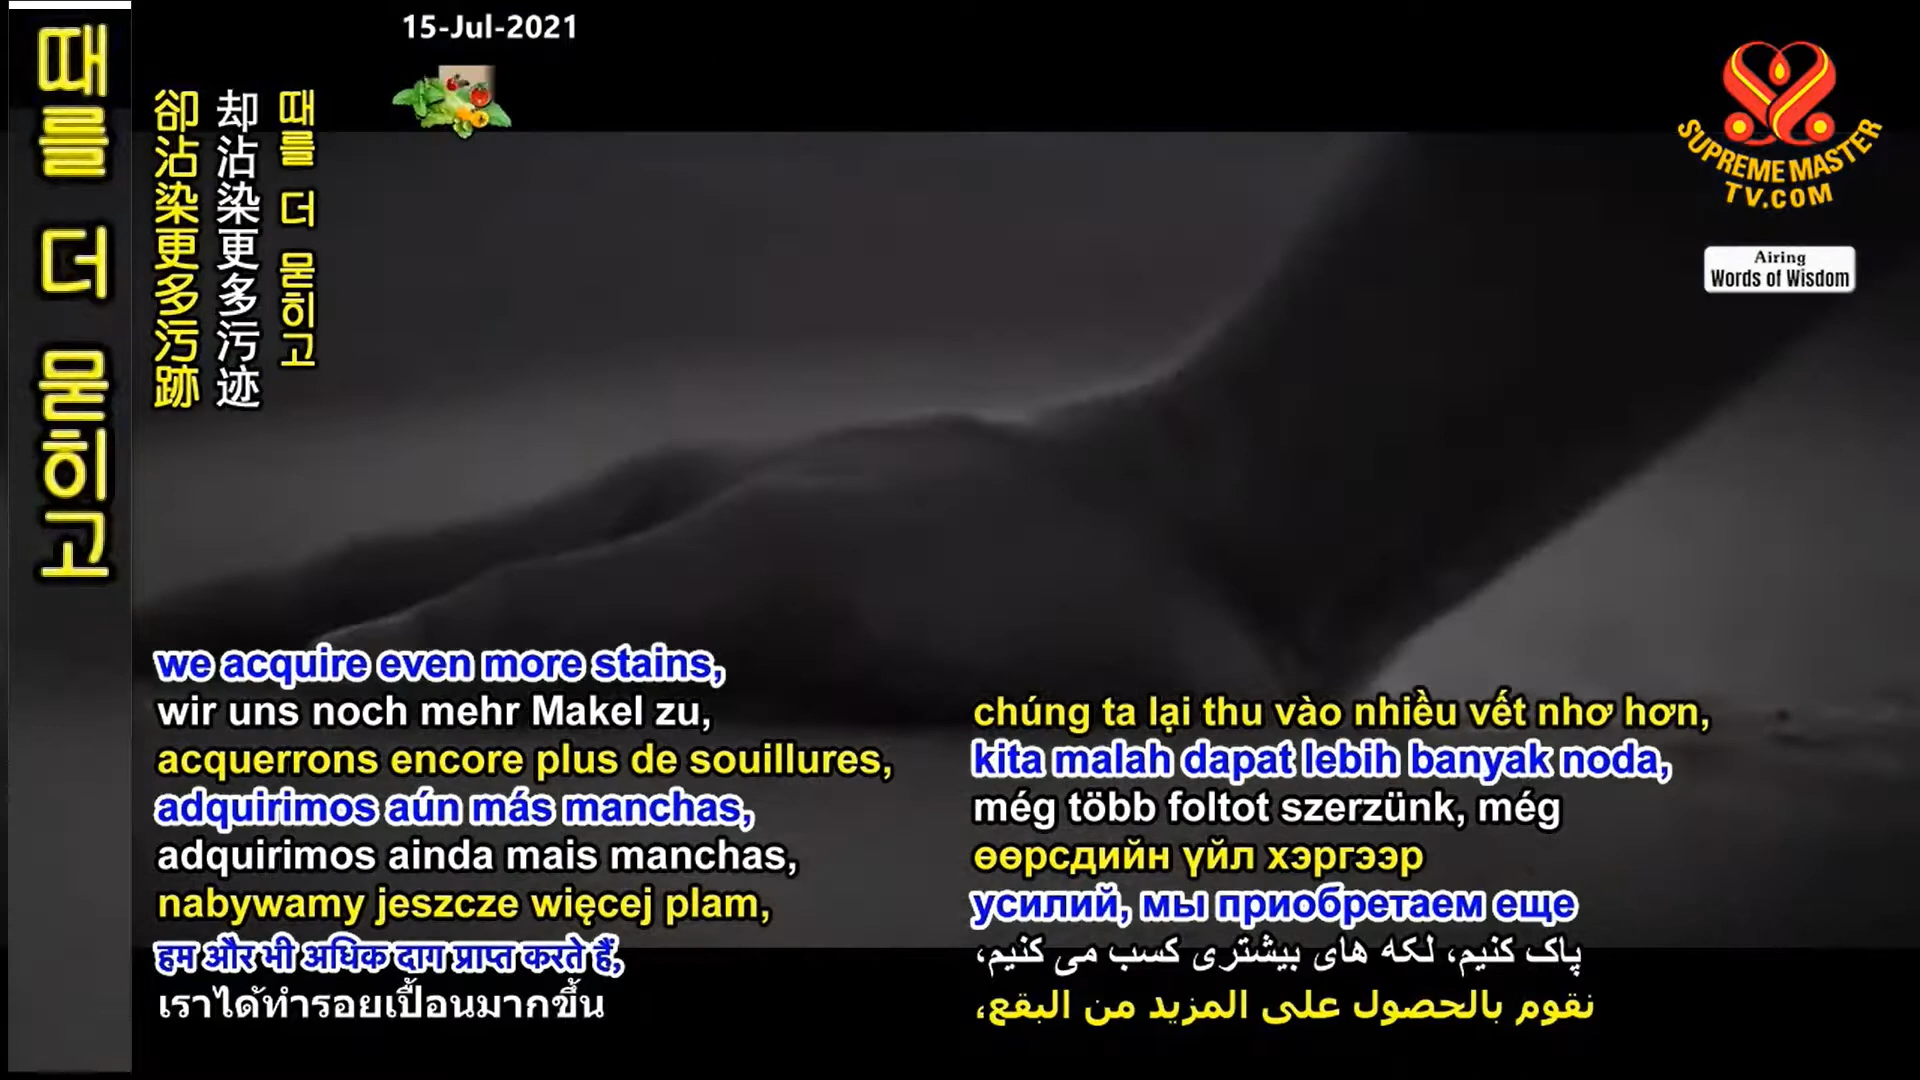 15-Jul-2021
때를 더 묻히고
卻沾染更多污跡
却沾染更多污迹
때를 더 묻히고
SUPREME MASTER
TV.COM
Airing
Words of Wisdom
we acquire even more stains,
wir uns noch mehr Makel zu,
acquerrons encore plus de souillures,
adquirimos aún más manchas,
adquirimos ainda mais manchas,
nabywamy jeszcze więcej plam,
हम और भी अधिक दाग प्राप्त करते हैं,
เราได้ทำรอยเปื้อนมากขึ้น
chúng ta lại thu vào nhiều vết nhơ hơn,
kita malah dapat lebih banyak noda,
még több foltot szerzünk, még
өөрсдийн үйл хэргээр
усилий, мы приобретаем еще
پاک کنیم، لکه های بیشتری کسب می کنیم،
نقوم بالحصول على المزيد من البقع،